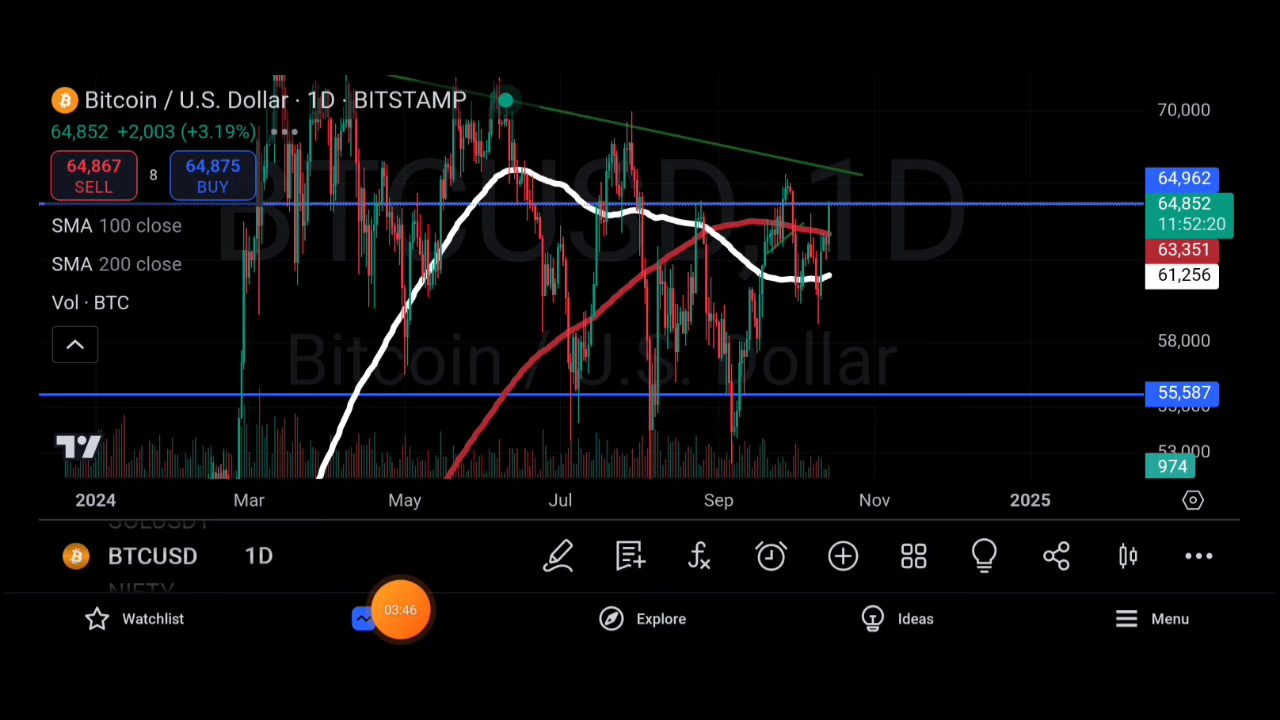 Bitcoin / U.S. Dollar · 1D · BITSTAMP
64,852 +2,003 (+3.19%)
64,867 SELL 8 64,875 BUY
SMA 100 close
SMA 200 close
Vol · BTC
BTCUSD, 1D
Bitcoin / U.S. Dollar
70,000
64,962
64,852
11:52:20
63,351
61,256
58,000
55,587
53,000
974
2024 Mar May Jul Sep Nov 2025
SOLUSDT
BTCUSD 1D
NIFTY
03:46
Watchlist Explore Ideas Menu